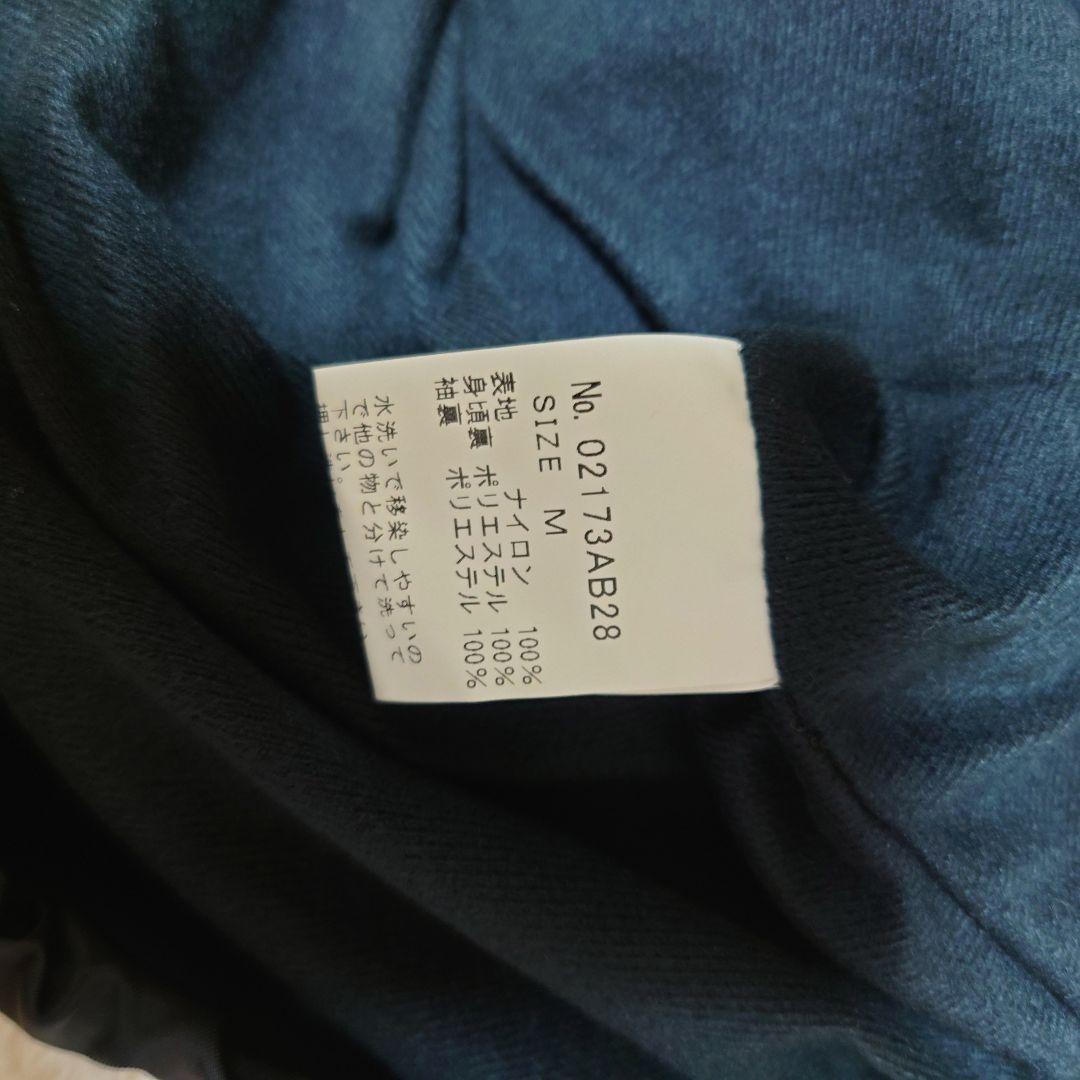 No. 02173AB28
SIZE M
表地 ナイロン 100%
身頃裏 ポリエステル 100%
袖裏 ポリエステル 100%
水洗いで移染しやすいの
で他の物と分けて洗って
下さい。